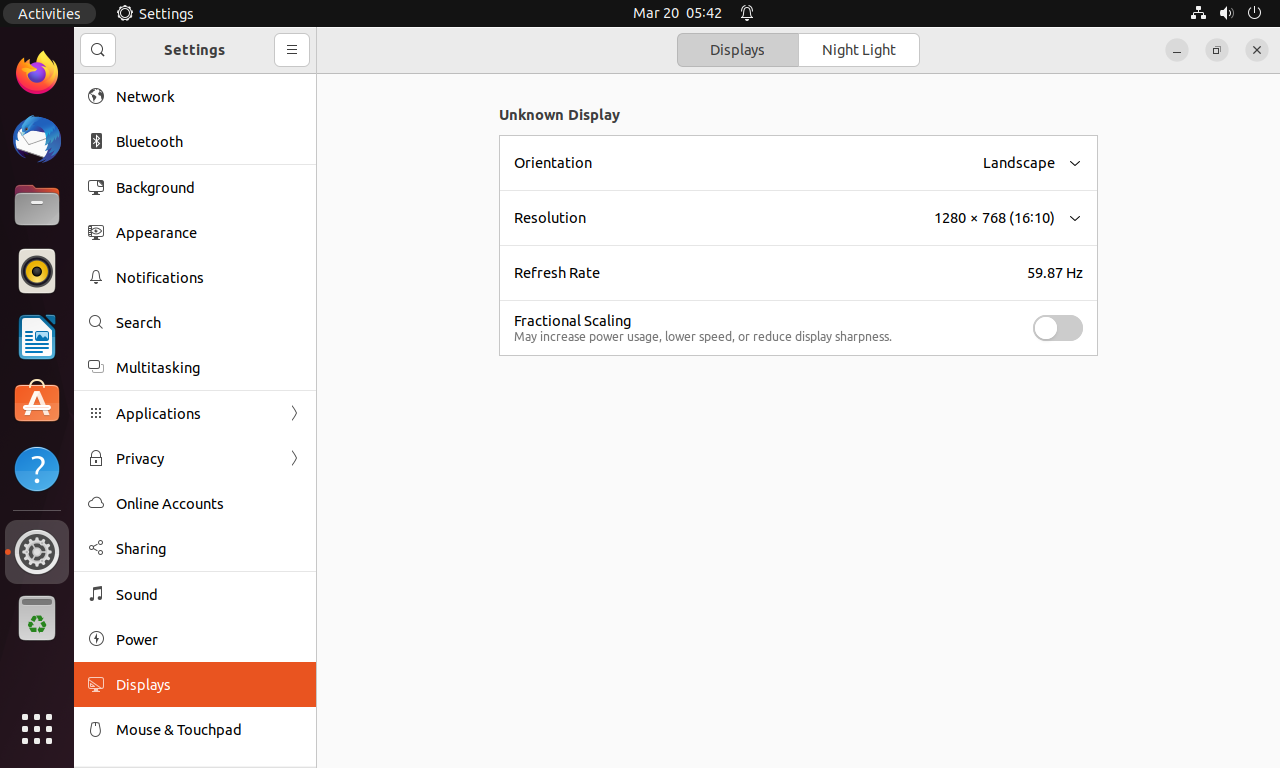 Activities
Settings
Mar 20  05:42
Settings
Displays
Night Light
Network
Bluetooth
Background
Appearance
Notifications
Search
Multitasking
Applications
Privacy
Online Accounts
Sharing
Sound
Power
Displays
Mouse & Touchpad
Unknown Display
Orientation
Landscape
Resolution
1280 × 768 (16∶10)
Refresh Rate
59.87 Hz
Fractional Scaling
May increase power usage, lower speed, or reduce display sharpness.